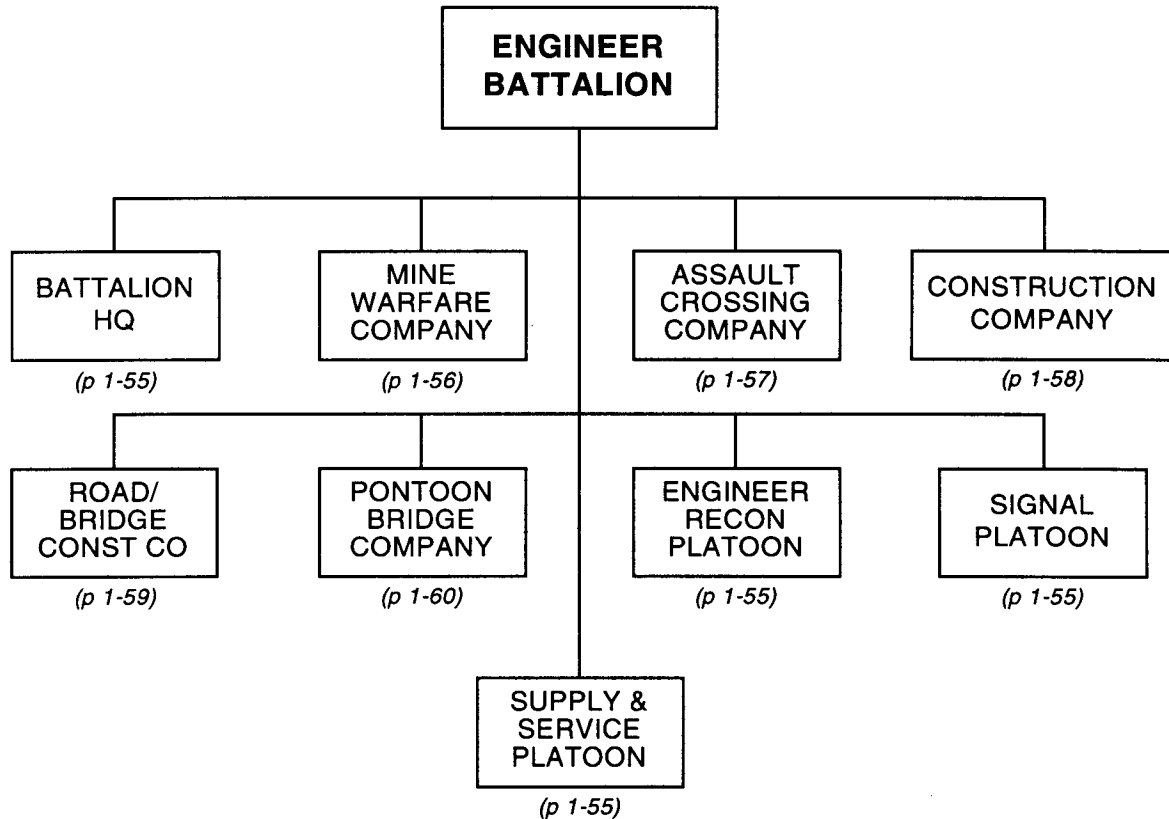 ENGINEER
BATTALION
BATTALION
HQ
(p 1-55)
MINE
WARFARE
COMPANY
(p 1-56)
ASSAULT
CROSSING
COMPANY
(p 1-57)
CONSTRUCTION
COMPANY
(p 1-58)
ROAD/
BRIDGE
CONST CO
(p 1-59)
PONTOON
BRIDGE
COMPANY
(p 1-60)
ENGINEER
RECON
PLATOON
(p 1-55)
SIGNAL
PLATOON
(p 1-55)
SUPPLY &
SERVICE
PLATOON
(p 1-55)